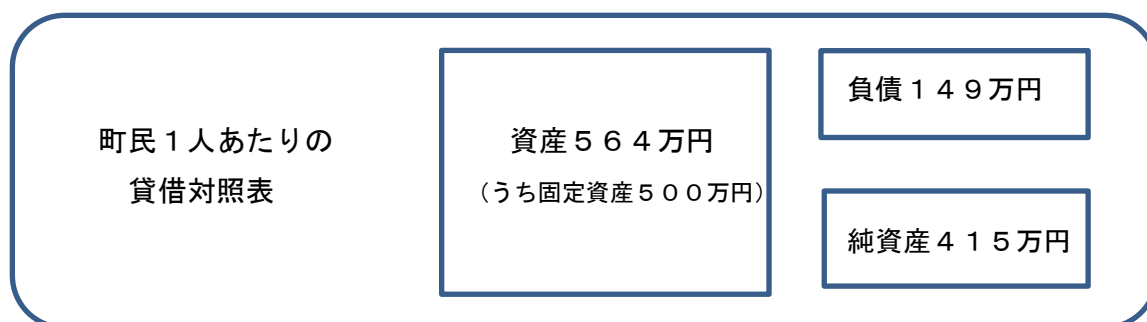 町民１人あたりの
貸借対照表
資産５６４万円
（うち固定資産５００万円）
負債１４９万円
純資産４１５万円